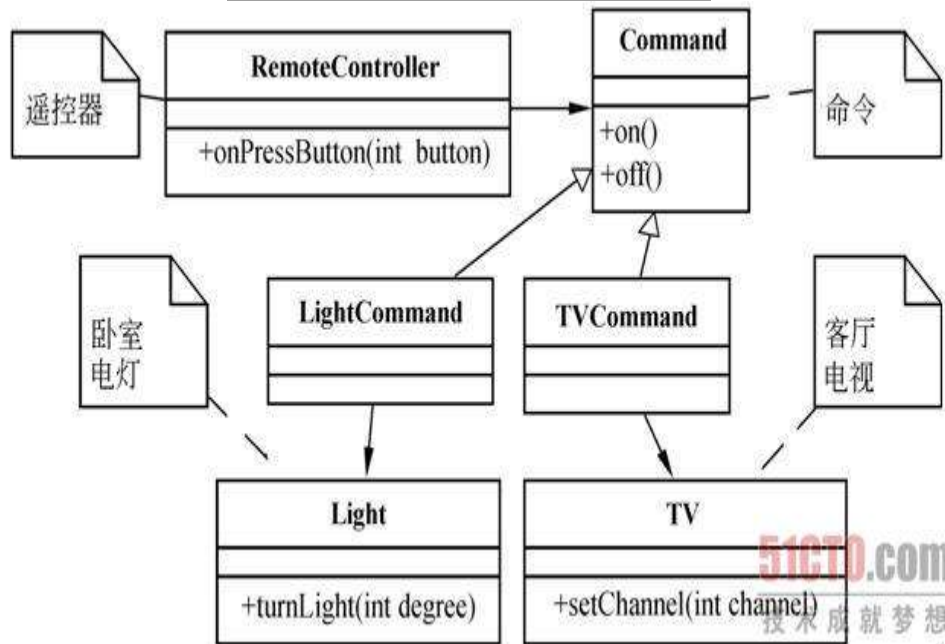 遥控器
RemoteController
+onPressButton(int button)
Command
+on()
+off()
命令
卧室
电灯
LightCommand
TVCommand
客厅
电视
Light
+turnLight(int degree)
TV
+setChannel(int channel)
51CTO.com
技术成就梦想